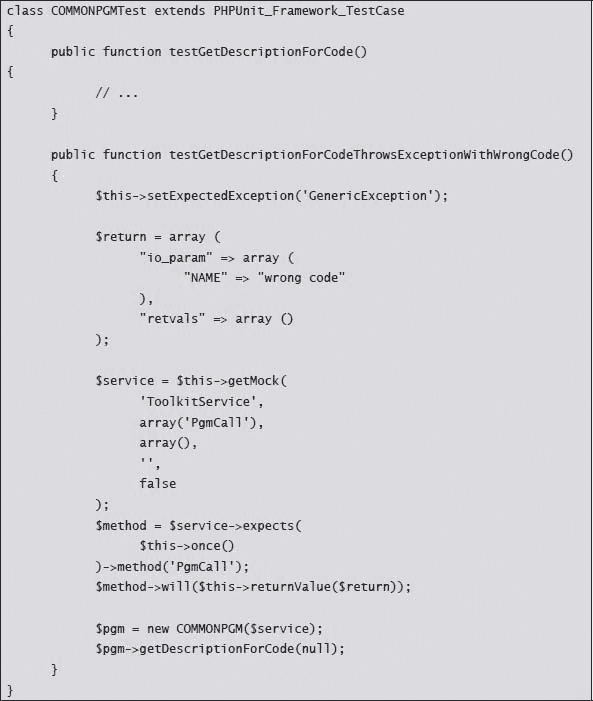 class COMMONPGMTest extends PHPUnit_Framework_TestCase
{
public function testGetDescriptionForCode()
{
// ...
}
public function testGetDescriptionForCodeThrowsExceptionWithWrongCode()
{
$this->setExpectedException('GenericException');
$return = array (
"io_param" => array (
"NAME" => "wrong code"
),
"retvals" => array ()
);
$service = $this->getMock(
'ToolkitService',
array('PgmCall'),
array(),
'',
false
);
$method = $service->expects(
$this->once()
)->method('PgmCall');
$method->will($this->returnValue($return));
$pgm = new COMMONPGM($service);
$pgm->getDescriptionForCode(null);
}
}